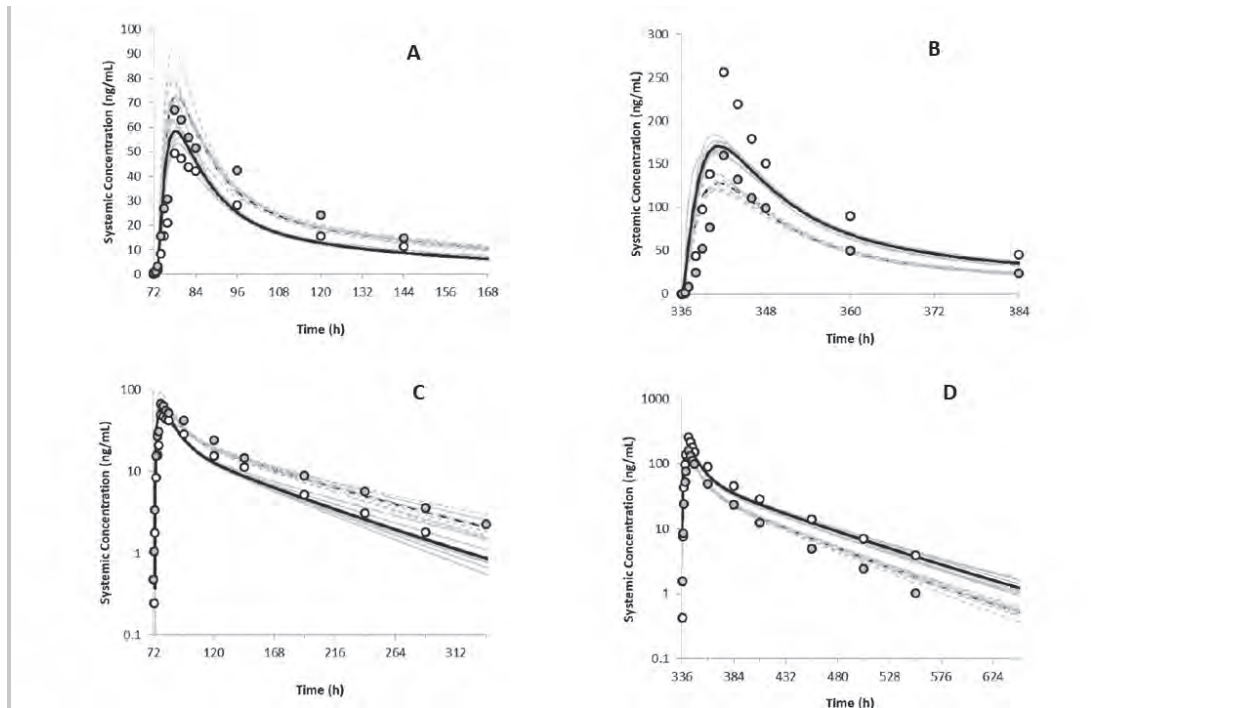 A
Systemic Concentration (ng/mL)
100
90
80
70
60
50
40
30
20
10
0
72 84 96 108 120 132 144 156 168
Time (h)
B
Systemic Concentration (ng/mL)
300
250
200
150
100
50
0
336 348 360 372 384
Time (h)
C
Systemic Concentration (ng/mL)
100
10
1
0.1
72 120 168 216 264 312
Time (h)
D
Systemic Concentration (ng/mL)
1000
100
10
1
0.1
336 384 432 480 528 576 624
Time (h)